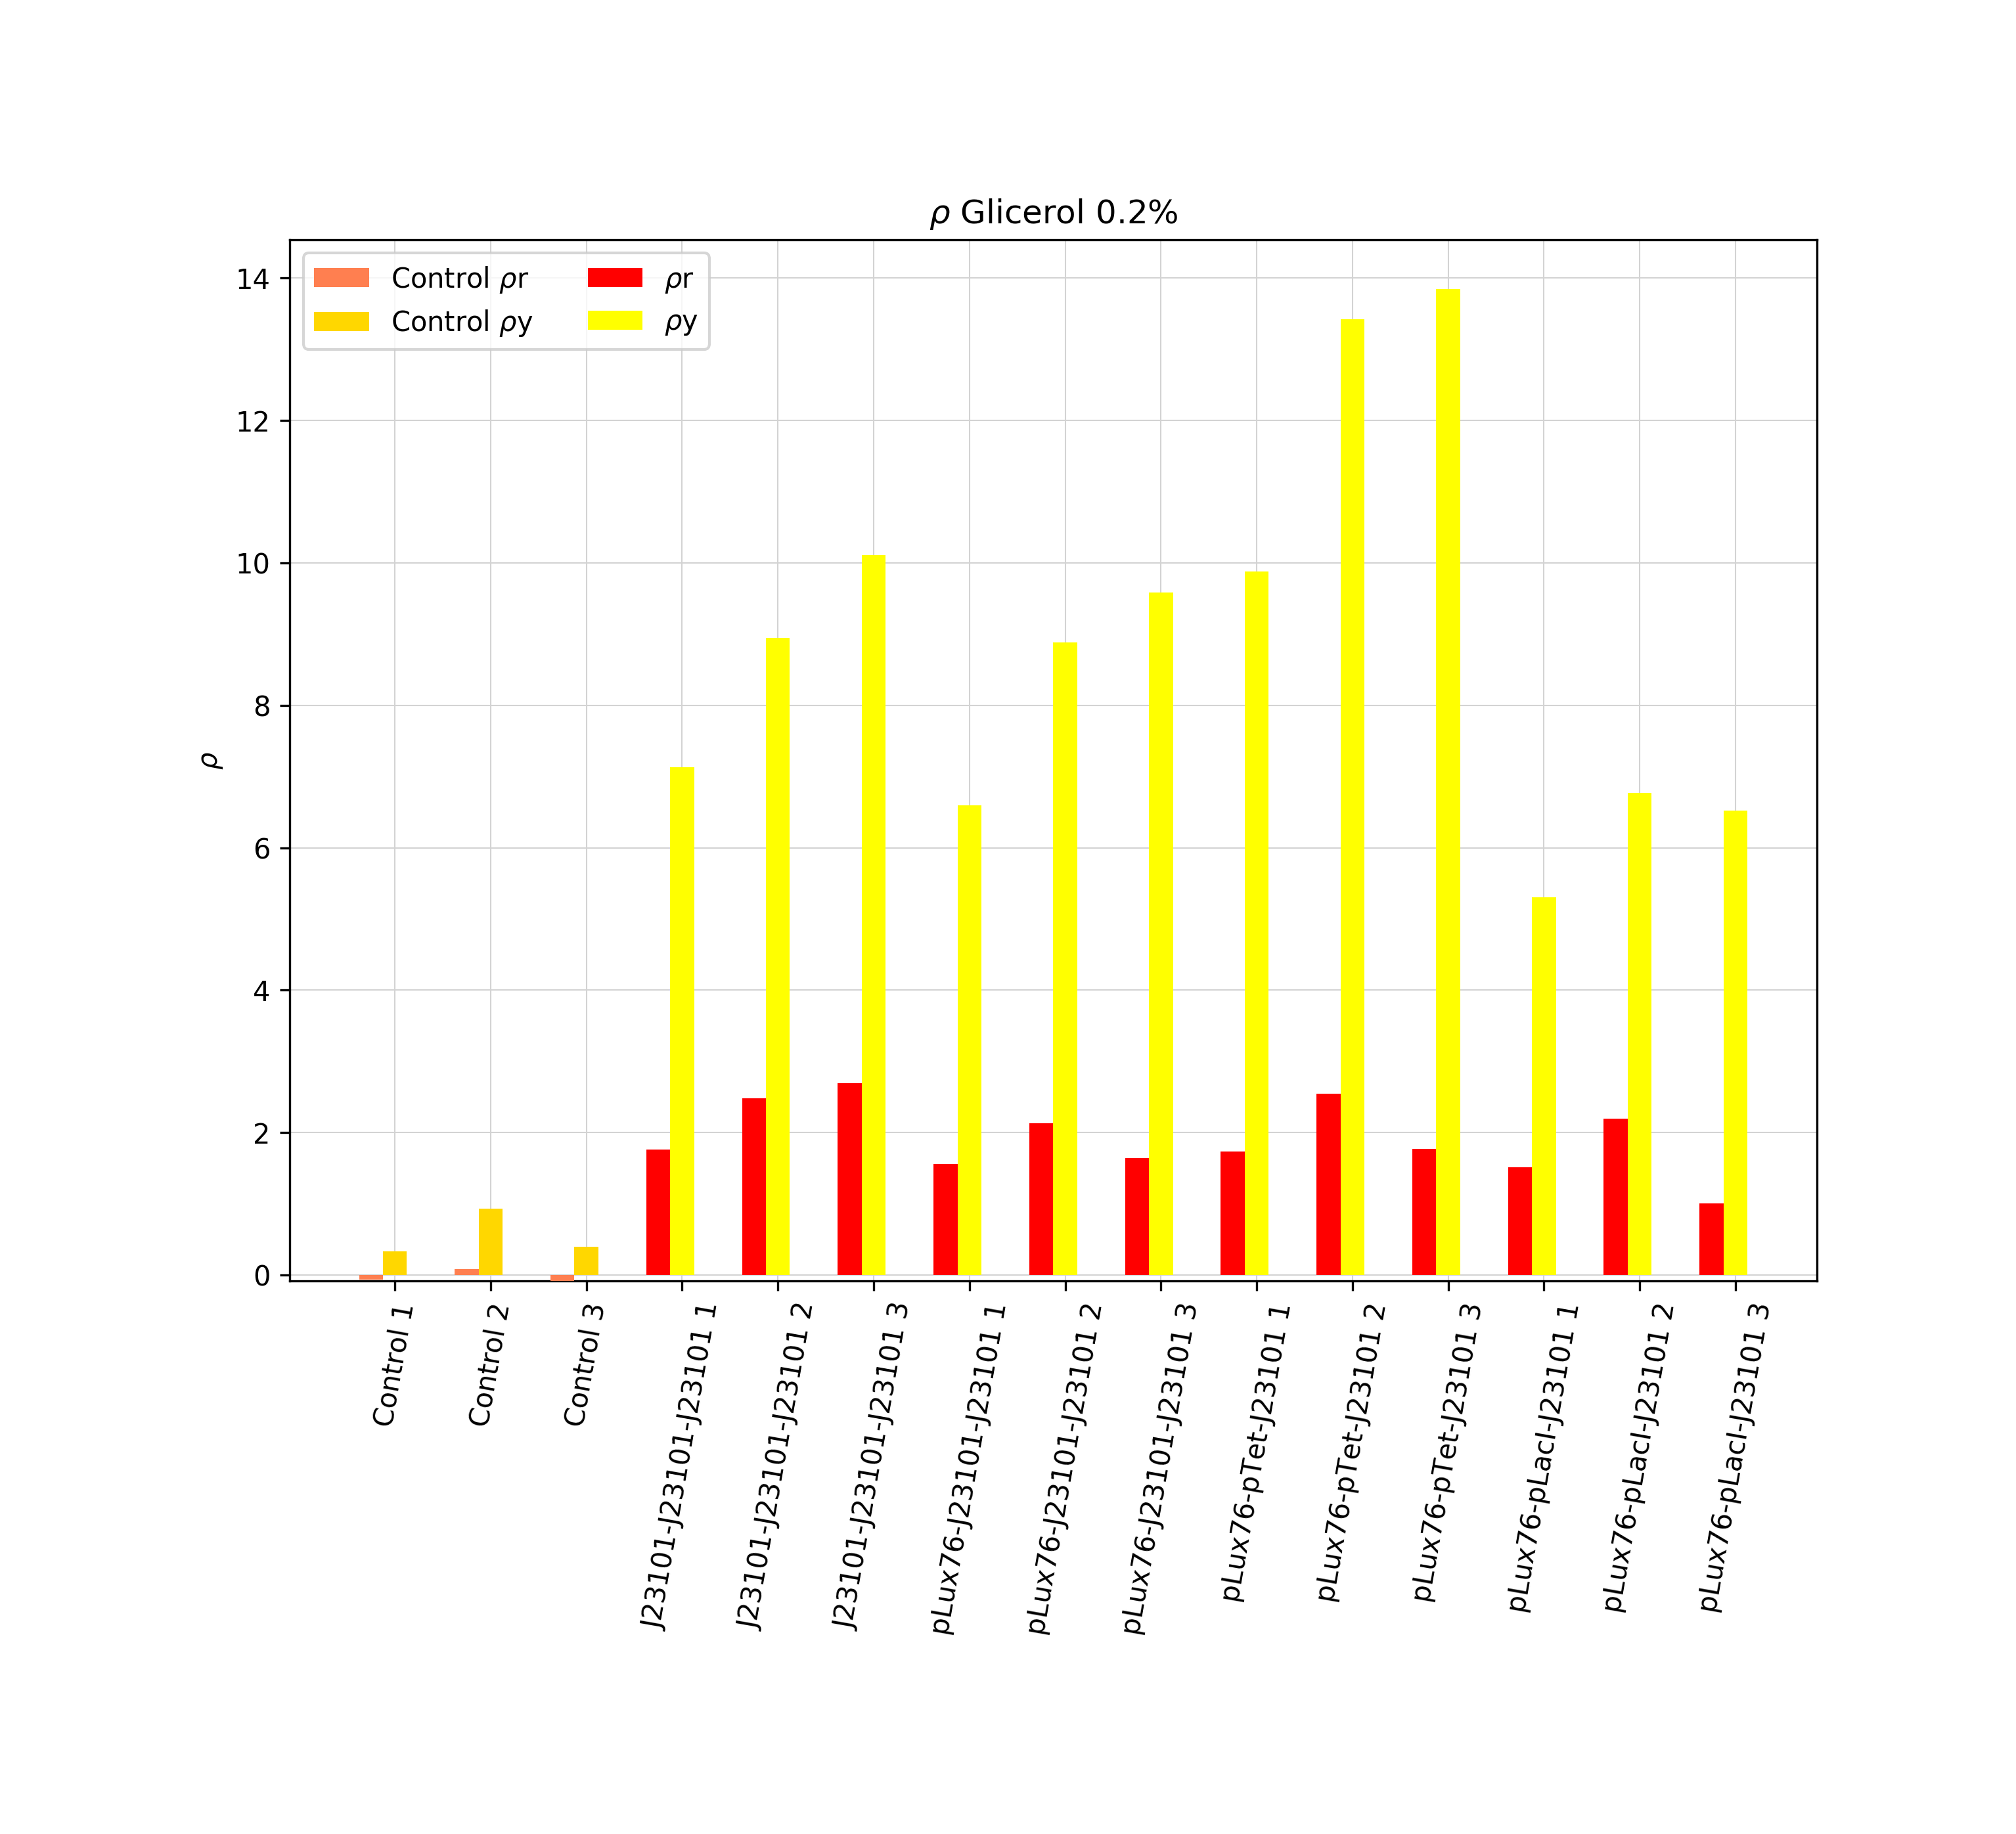 ρ Glicerol 0.2%
Control ρr
Control ρy
ρr
ρy
14
12
10
8
6
4
2
0
ρ
Control 1
Control 2
Control 3
J23101-J23101-J23101 1
J23101-J23101-J23101 2
J23101-J23101-J23101 3
pLux76-J23101-J23101 1
pLux76-J23101-J23101 2
pLux76-J23101-J23101 3
pLux76-pTet-J23101 1
pLux76-pTet-J23101 2
pLux76-pTet-J23101 3
pLux76-pLacI-J23101 1
pLux76-pLacI-J23101 2
pLux76-pLacI-J23101 3